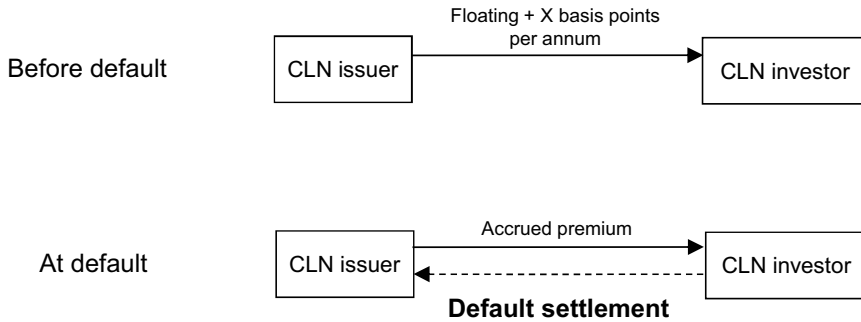 Floating + X basis points
per annum
Before default
CLN issuer
CLN investor
Accrued premium
At default
CLN issuer
CLN investor
Default settlement